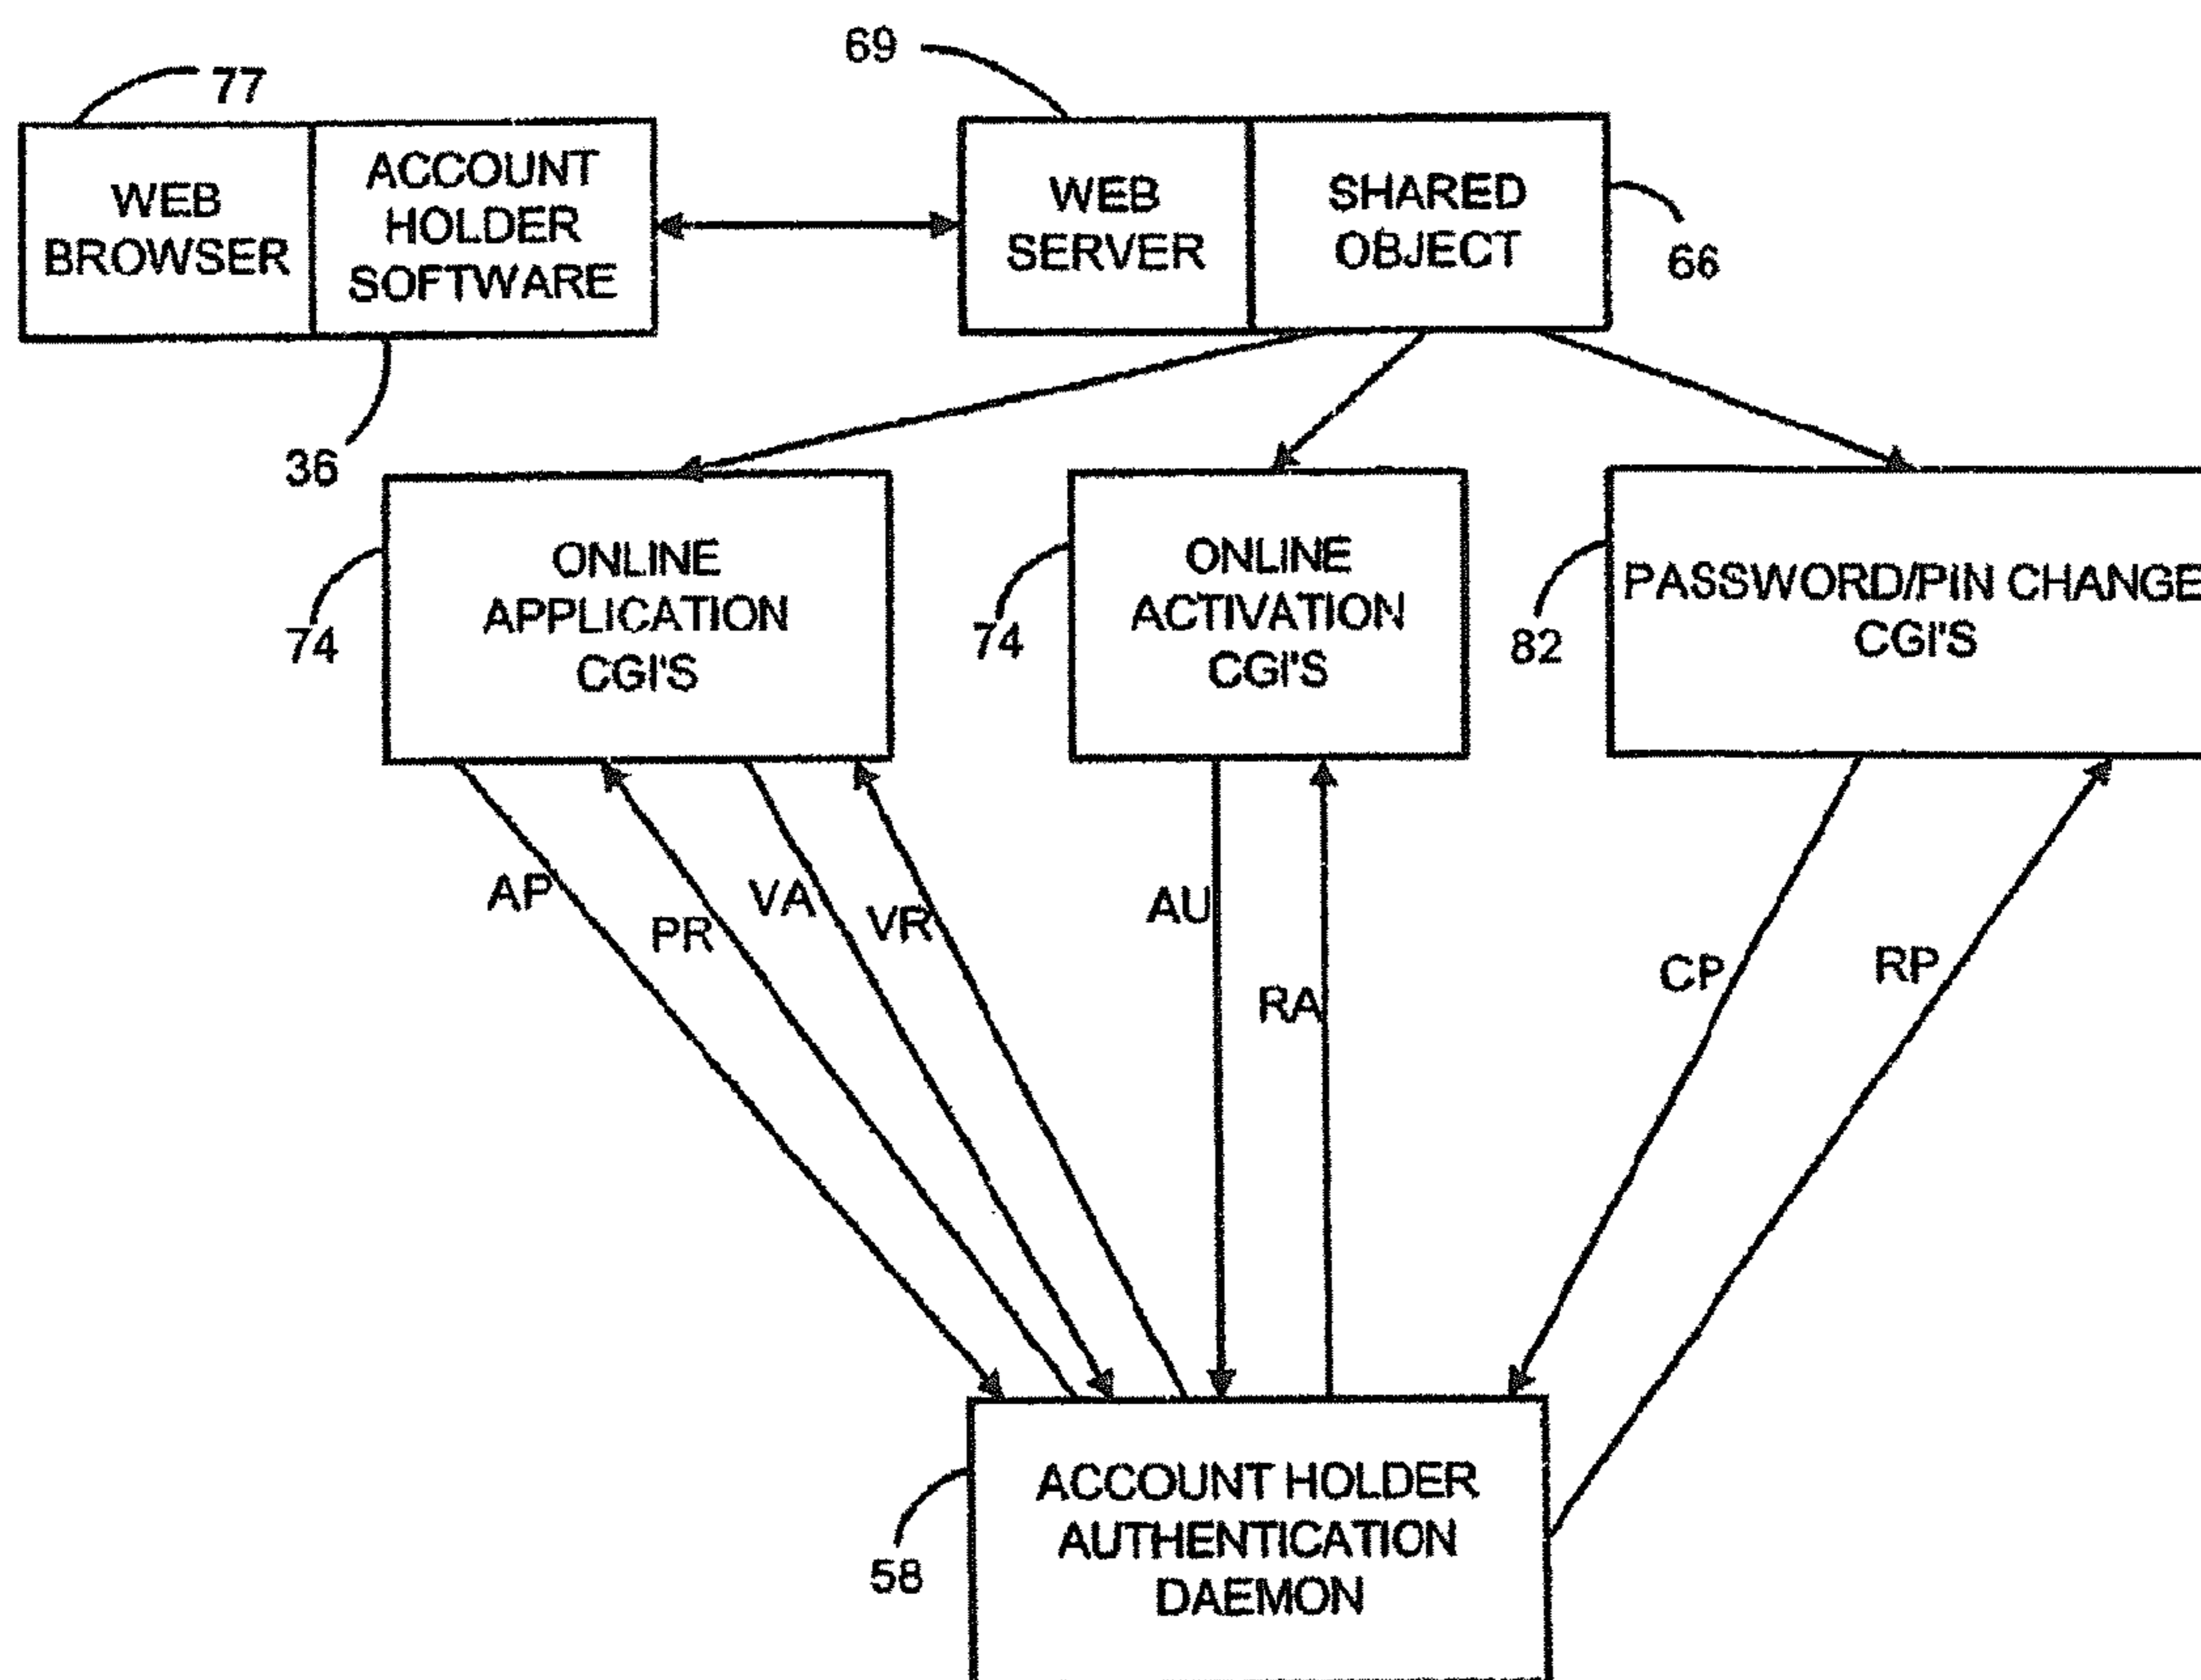 69
77
WEB
BROWSER
ACCOUNT
HOLDER
SOFTWARE
WEB
SERVER
SHARED
OBJECT
66
36
ONLINE
APPLICATION
CGI'S
74
ONLINE
ACTIVATION
CGI'S
74
PASSWORD/PIN CHANGE
CGI'S
82
AP
PR
VA
VR
AU
RA
CP
RP
ACCOUNT HOLDER
AUTHENTICATION
DAEMON
58